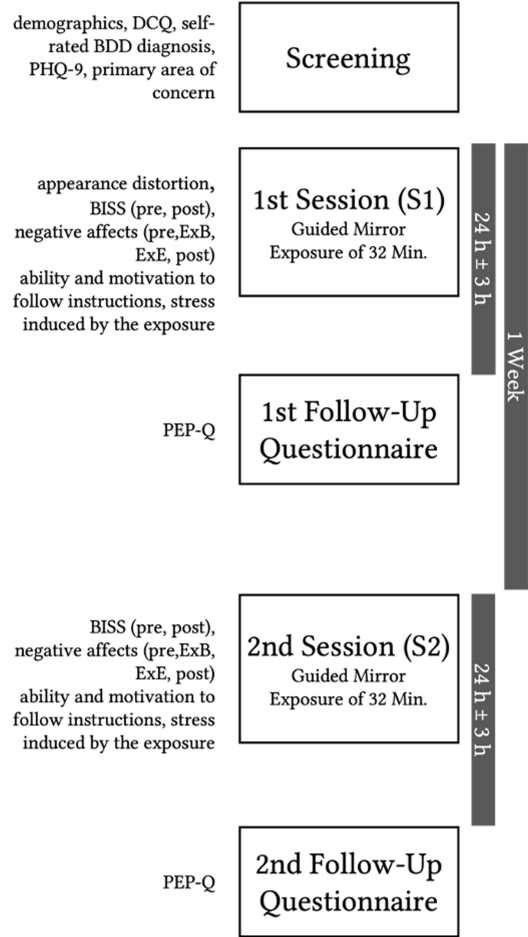 demographics, DCQ, self-
rated BDD diagnosis,
PHQ-9, primary area of
concern
Screening
appearance distortion,
BISS (pre, post),
negative affects (pre,ExB,
ExE, post)
ability and motivation to
follow instructions, stress
induced by the exposure
1st Session (S1)
Guided Mirror
Exposure of 32 Min.
24 h ± 3 h
1 Week
PEP-Q
1st Follow-Up
Questionnaire
BISS (pre, post),
negative affects (pre,ExB,
ExE, post)
ability and motivation to
follow instructions, stress
induced by the exposure
2nd Session (S2)
Guided Mirror
Exposure of 32 Min.
24 h ± 3 h
PEP-Q
2nd Follow-Up
Questionnaire